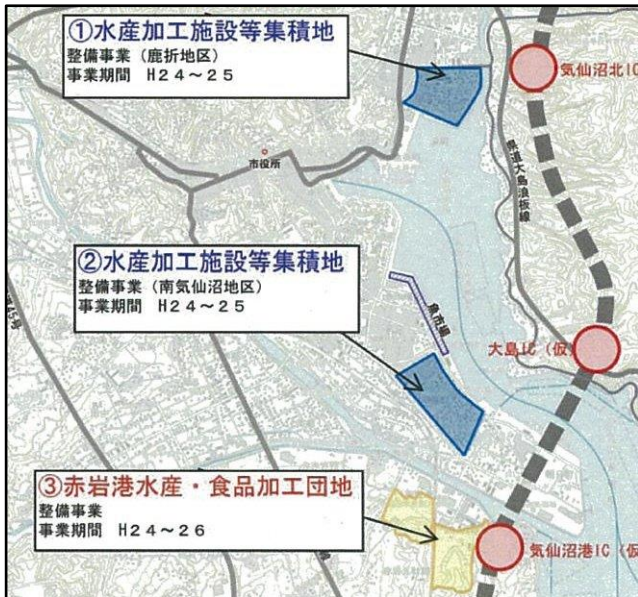 ①水産加工施設等集積地
整備事業（鹿折地区）
事業期間 H24～25
気仙沼北IC
市役所
県道大島浪板線
②水産加工施設等集積地
整備事業（南気仙沼地区）
事業期間 H24～25
45号
魚市場
大島IC（仮）
③赤岩港水産・食品加工団地
整備事業
事業期間 H24～26
気仙沼港IC（仮